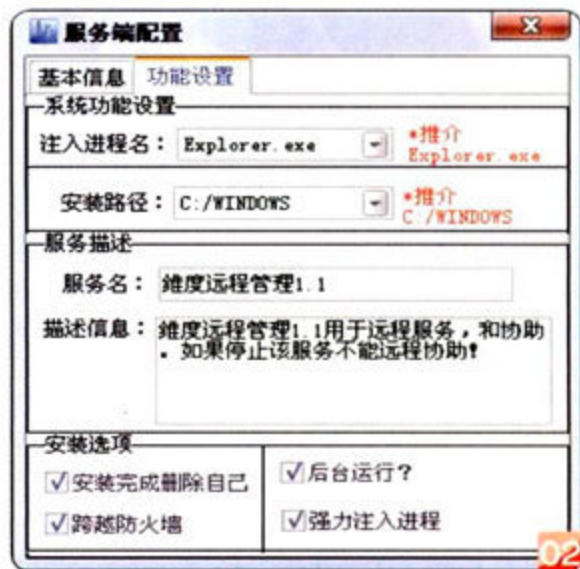 服务端配置
基本信息 功能设置
系统功能设置
注入进程名： Explorer.exe *推介
Explorer.exe
安装路径： C:/WINDOWS *推介
C:/WINDOWS
服务描述
服务名： 維度远程管理1.1
描述信息： 維度远程管理1.1用于远程服务，和协助
。如果停止该服务不能远程协助!
安装选项
安装完成删除自己 后台运行？
跨越防火墙 强力注入进程
02